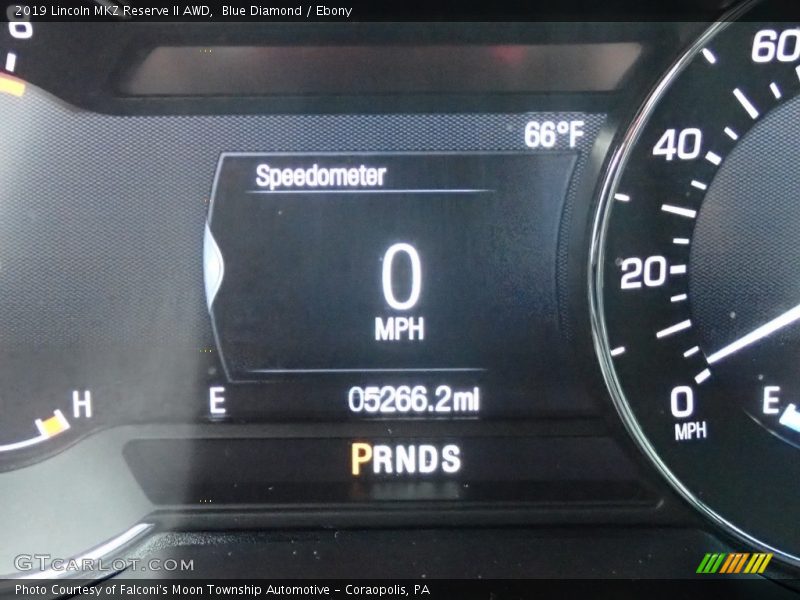 2019 Lincoln MKZ Reserve II AWD, Blue Diamond / Ebony
60
66°F
40
Speedometer
0
20
MPH
H
E
05266.2mi
0
E
MPH
PRNDS
GTcarlot.com
Photo Courtesy of Falconi's Moon Township Automotive - Coraopolis, PA